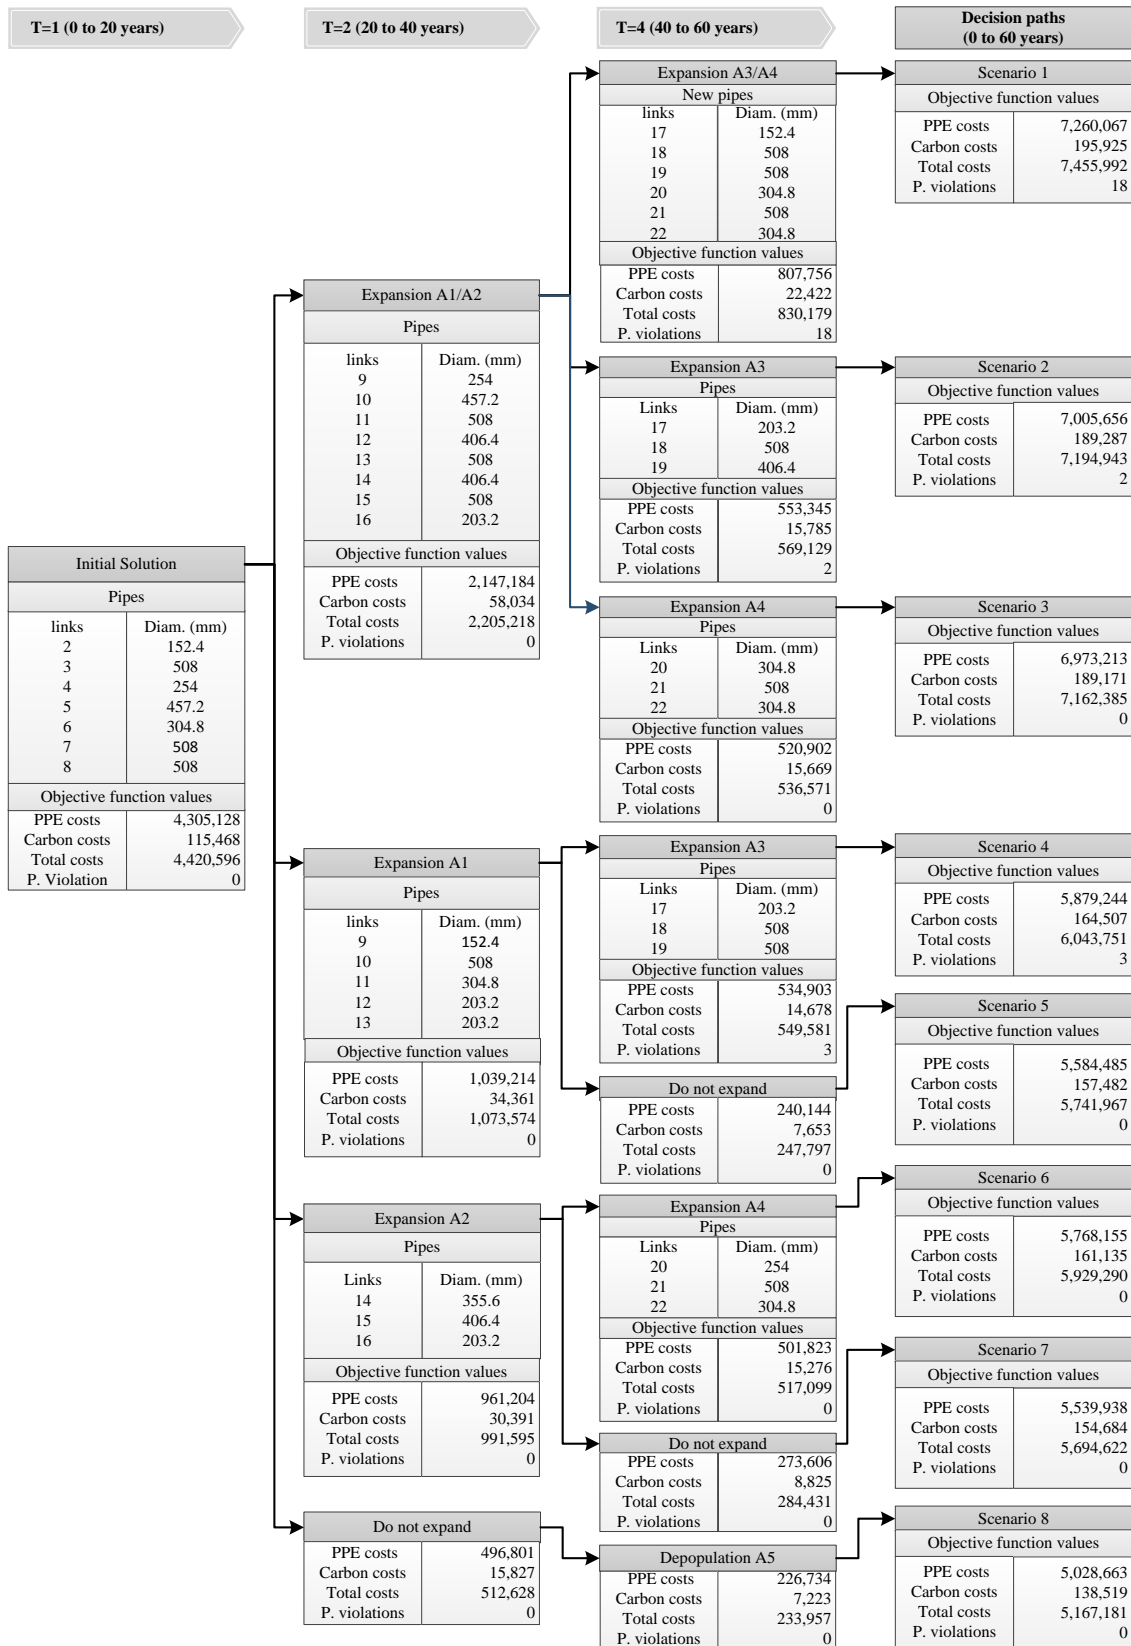 T=1 (0 to 20 years)
T=2 (20 to 40 years)
T=4 (40 to 60 years)
Decision paths
(0 to 60 years)
Initial Solution
Pipes
links Diam. (mm)
2 152.4
3 508
4 254
5 457.2
6 304.8
7 508
8 508
Objective function values
PPE costs 4,305,128
Carbon costs 115,468
Total costs 4,420,596
P. Violation 0
Expansion A1/A2
Pipes
links Diam. (mm)
9 254
10 457.2
11 508
12 406.4
13 508
14 406.4
15 508
16 203.2
Objective function values
PPE costs 2,147,184
Carbon costs 58,034
Total costs 2,205,218
P. violations 0
Expansion A1
Pipes
links Diam. (mm)
9 152.4
10 508
11 304.8
12 203.2
13 203.2
Objective function values
PPE costs 1,039,214
Carbon costs 34,361
Total costs 1,073,574
P. violations 0
Expansion A2
Pipes
Links Diam. (mm)
14 355.6
15 406.4
16 203.2
Objective function values
PPE costs 961,204
Carbon costs 30,391
Total costs 991,595
P. violations 0
Do not expand
PPE costs 496,801
Carbon costs 15,827
Total costs 512,628
P. violations 0
Expansion A3/A4
New pipes
links Diam. (mm)
17 152.4
18 508
19 508
20 304.8
21 508
22 304.8
Objective function values
PPE costs 807,756
Carbon costs 22,422
Total costs 830,179
P. violations 18
Expansion A3
Pipes
Links Diam. (mm)
17 203.2
18 508
19 406.4
Objective function values
PPE costs 553,345
Carbon costs 15,785
Total costs 569,129
P. violations 2
Expansion A4
Pipes
Links Diam. (mm)
20 304.8
21 508
22 304.8
Objective function values
PPE costs 520,902
Carbon costs 15,669
Total costs 536,571
P. violations 0
Expansion A3
Pipes
Links Diam. (mm)
17 203.2
18 508
19 508
Objective function values
PPE costs 534,903
Carbon costs 14,678
Total costs 549,581
P. violations 3
Do not expand
PPE costs 240,144
Carbon costs 7,653
Total costs 247,797
P. violations 0
Expansion A4
Pipes
Links Diam. (mm)
20 254
21 508
22 304.8
Objective function values
PPE costs 501,823
Carbon costs 15,276
Total costs 517,099
P. violations 0
Do not expand
PPE costs 273,606
Carbon costs 8,825
Total costs 284,431
P. violations 0
Depopulation A5
PPE costs 226,734
Carbon costs 7,223
Total costs 233,957
P. violations 0
Scenario 1
Objective function values
PPE costs 7,260,067
Carbon costs 195,925
Total costs 7,455,992
P. violations 18
Scenario 2
Objective function values
PPE costs 7,005,656
Carbon costs 189,287
Total costs 7,194,943
P. violations 2
Scenario 3
Objective function values
PPE costs 6,973,213
Carbon costs 189,171
Total costs 7,162,385
P. violations 0
Scenario 4
Objective function values
PPE costs 5,879,244
Carbon costs 164,507
Total costs 6,043,751
P. violations 3
Scenario 5
Objective function values
PPE costs 5,584,485
Carbon costs 157,482
Total costs 5,741,967
P. violations 0
Scenario 6
Objective function values
PPE costs 5,768,155
Carbon costs 161,135
Total costs 5,929,290
P. violations 0
Scenario 7
Objective function values
PPE costs 5,539,938
Carbon costs 154,684
Total costs 5,694,622
P. violations 0
Scenario 8
Objective function values
PPE costs 5,028,663
Carbon costs 138,519
Total costs 5,167,181
P. violations 0